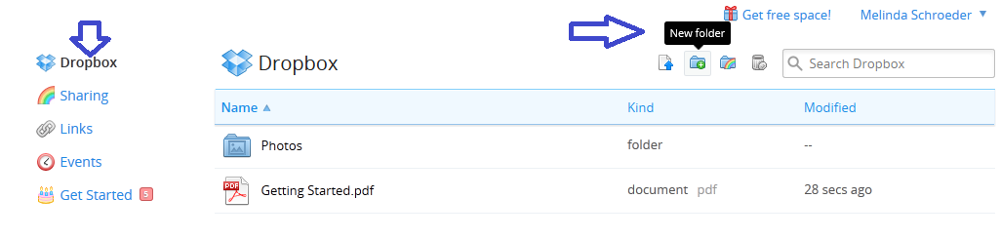 Get free space! Melinda Schroeder
New folder
Dropbox
Dropbox
Search Dropbox
Sharing
Links
Events
Get Started 5
Name Kind Modified
Photos folder --
PDF Getting Started.pdf document pdf 28 secs ago